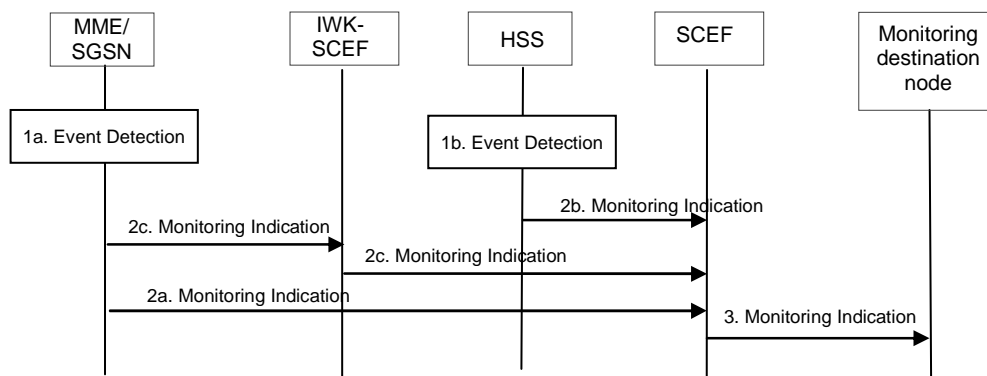 MME/
SGSN
IWK-
SCEF
HSS
SCEF
Monitoring
destination
node
1a. Event Detection
1b. Event Detection
2b. Monitoring Indication
2c. Monitoring Indication
2c. Monitoring Indication
2a. Monitoring Indication
3. Monitoring Indication